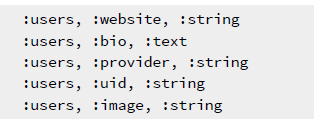 :users, :website, :string
:users, :bio, :text
:users, :provider, :string
:users, :uid, :string
:users, :image, :string